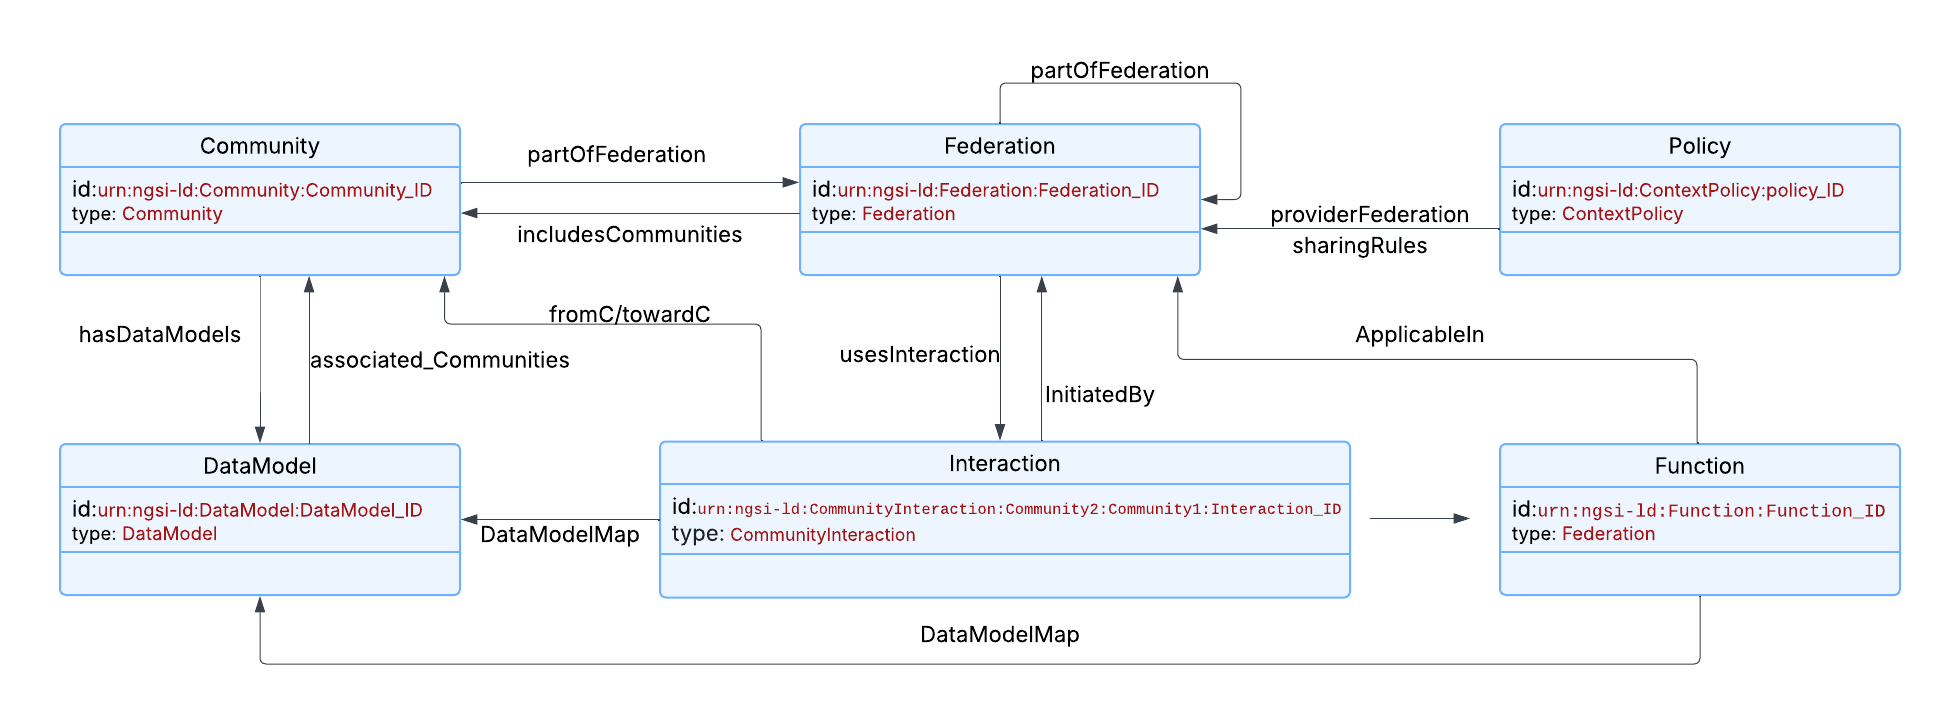 partOfFederation
Community
id:urn:ngsi-ld:Community:Community_ID
type: Community
partOfFederation
includesCommunities
Federation
id:urn:ngsi-ld:Federation:Federation_ID
type: Federation
providerFederation
sharingRules
Policy
id:urn:ngsi-ld:ContextPolicy:policy_ID
type: ContextPolicy
hasDataModels
associated_Communities
fromC/towardC
usesInteraction
InitiatedBy
ApplicableIn
DataModel
id:urn:ngsi-ld:DataModel:DataModel_ID
type: DataModel
DataModelMap
Interaction
id:urn:ngsi-ld:CommunityInteraction:Community2:Community1:Interaction_ID
type: CommunityInteraction
Function
id:urn:ngsi-ld:Function:Function_ID
type: Federation
DataModelMap